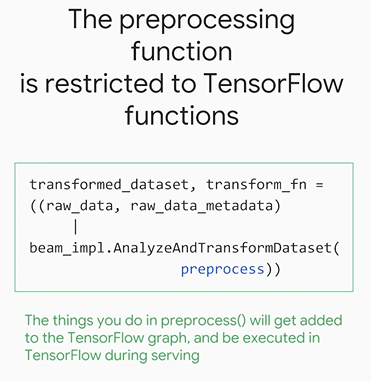 The preprocessing
function
is restricted to TensorFlow
functions
transformed_dataset, transform_fn =
((raw_data, raw_data_metadata)
|
beam_impl.AnalyzeAndTransformDataset(
preprocess))
The things you do in preprocess() will get added
to the TensorFlow graph, and be executed in
TensorFlow during serving